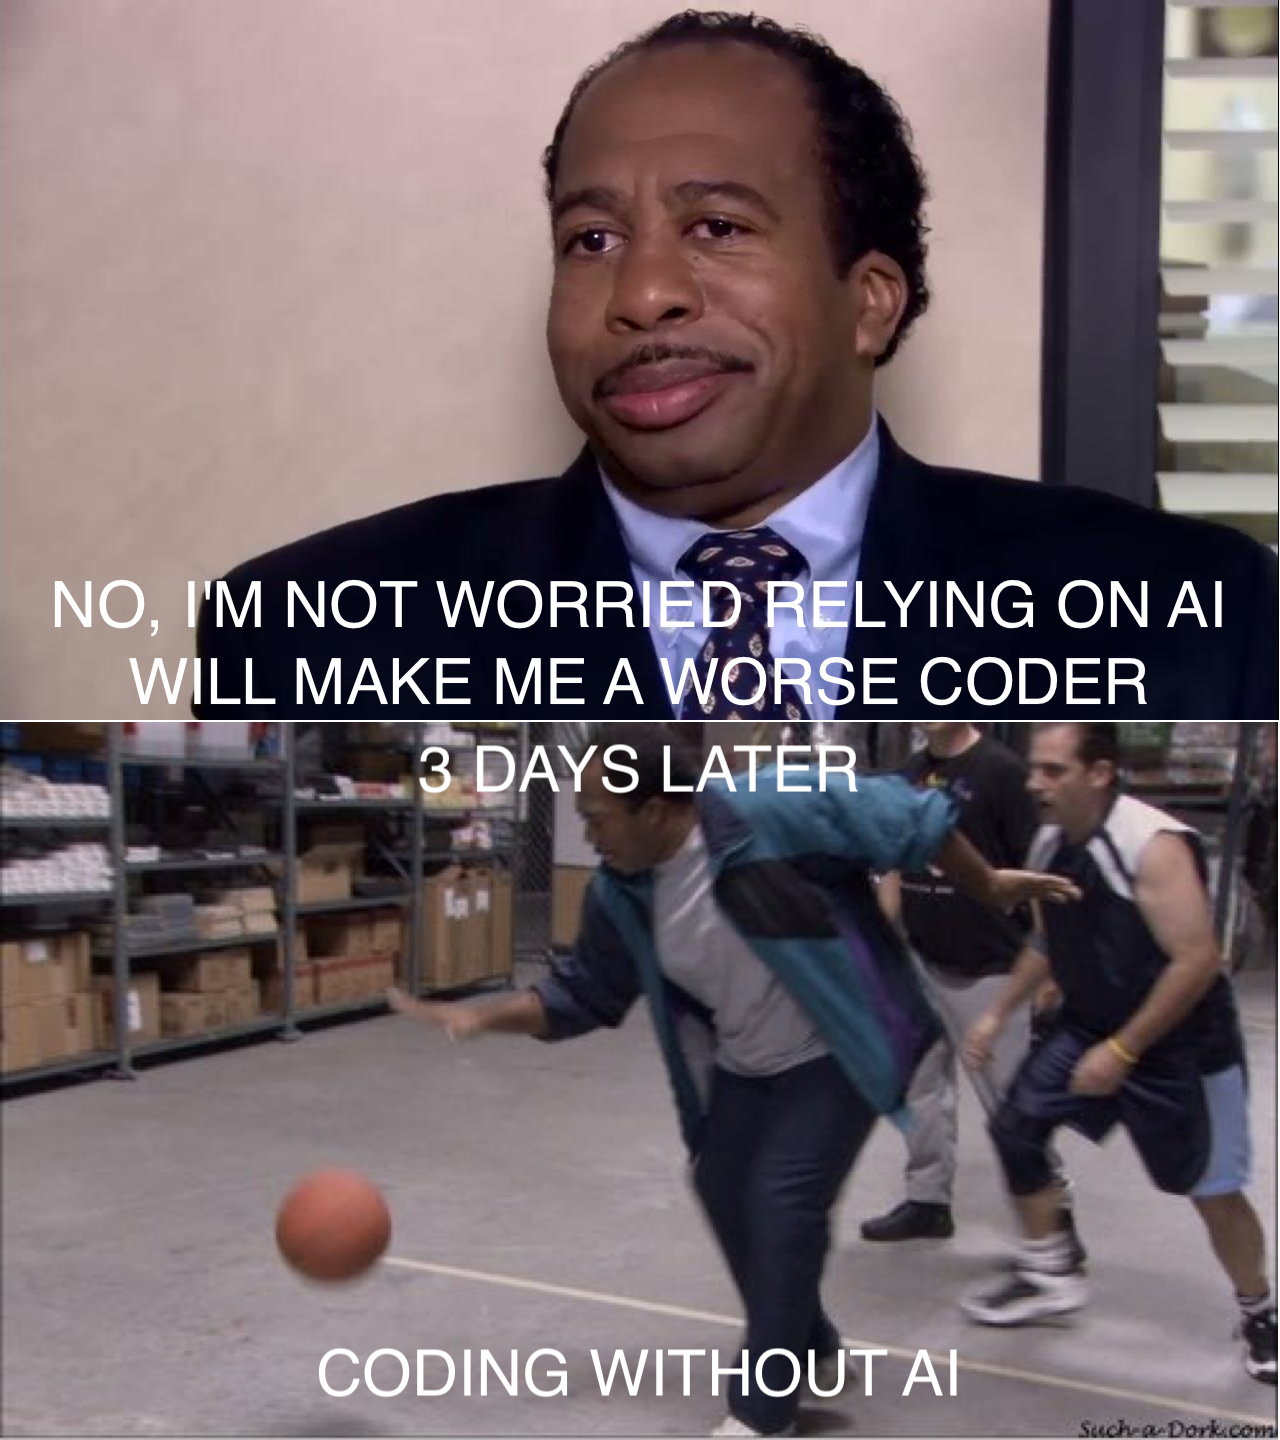 NO, I'M NOT WORRIED RELYING ON AI
WILL MAKE ME A WORSE CODER
3 DAYS LATER
CODING WITHOUT AI
Such-a-Dork.com